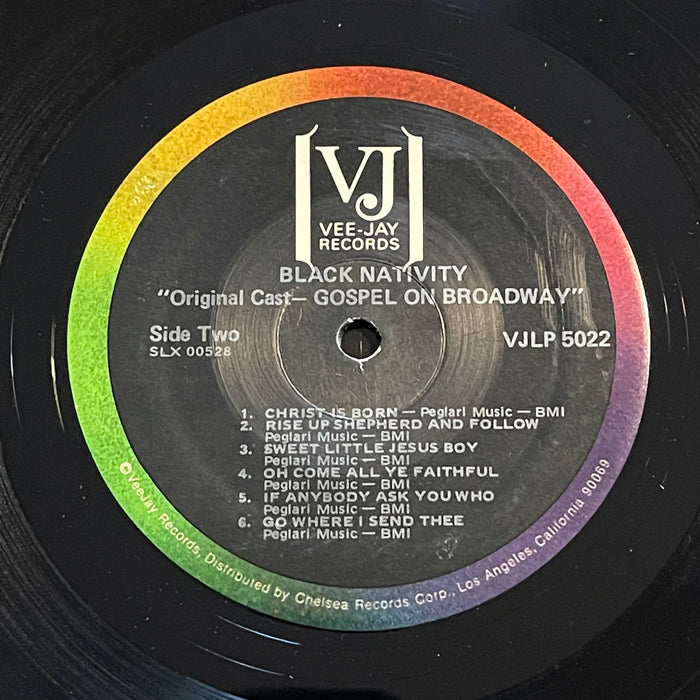 VJ
VEE-JAY
RECORDS
BLACK NATIVITY
"Original Cast— GOSPEL ON BROADWAY"
Side Two
SLX 00528
VJLP 5022
1. CHRIST IS BORN — Peglari Music — BMI
2. RISE UP SHEPHERD AND FOLLOW
Peglari Music — BMI
3. SWEET LITTLE JESUS BOY
Peglari Music — BMI
4. OH COME ALL YE FAITHFUL
Peglari Music — BMI
5. IF ANYBODY ASK YOU WHO
Peglari Music — BMI
6. GO WHERE I SEND THEE
Peglari Music — BMI
©VeeJay Records, Distributed by Chelsea Records Corp., Los Angeles, California 90069